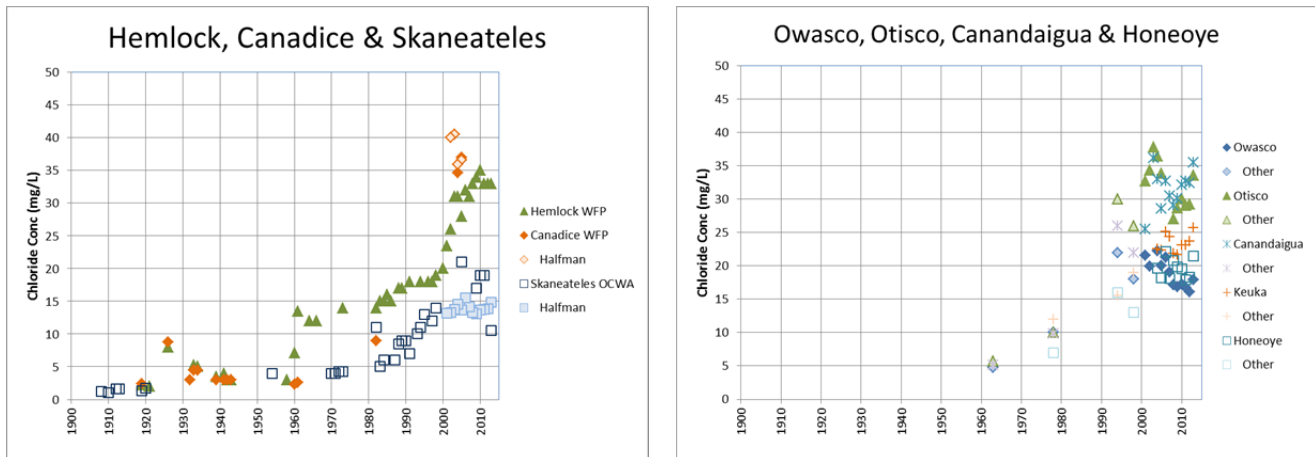 Hemlock, Canadice & Skaneateles
Chloride Conc (mg/L)
50
45
40
35
30
25
20
15
10
5
0
1900
1910
1920
1930
1940
1950
1960
1970
1980
1990
2000
2010
Hemlock WFP
Canadice WFP
Halfman
Skaneateles OCWA
Halfman
Owasco, Otisco, Canandaigua & Honeoye
Chloride Conc (mg/L)
50
45
40
35
30
25
20
15
10
5
0
1900
1910
1920
1930
1940
1950
1960
1970
1980
1990
2000
2010
Owasco
Other
Otisco
Other
Canandaigua
Other
Keuka
Other
Honeoye
Other